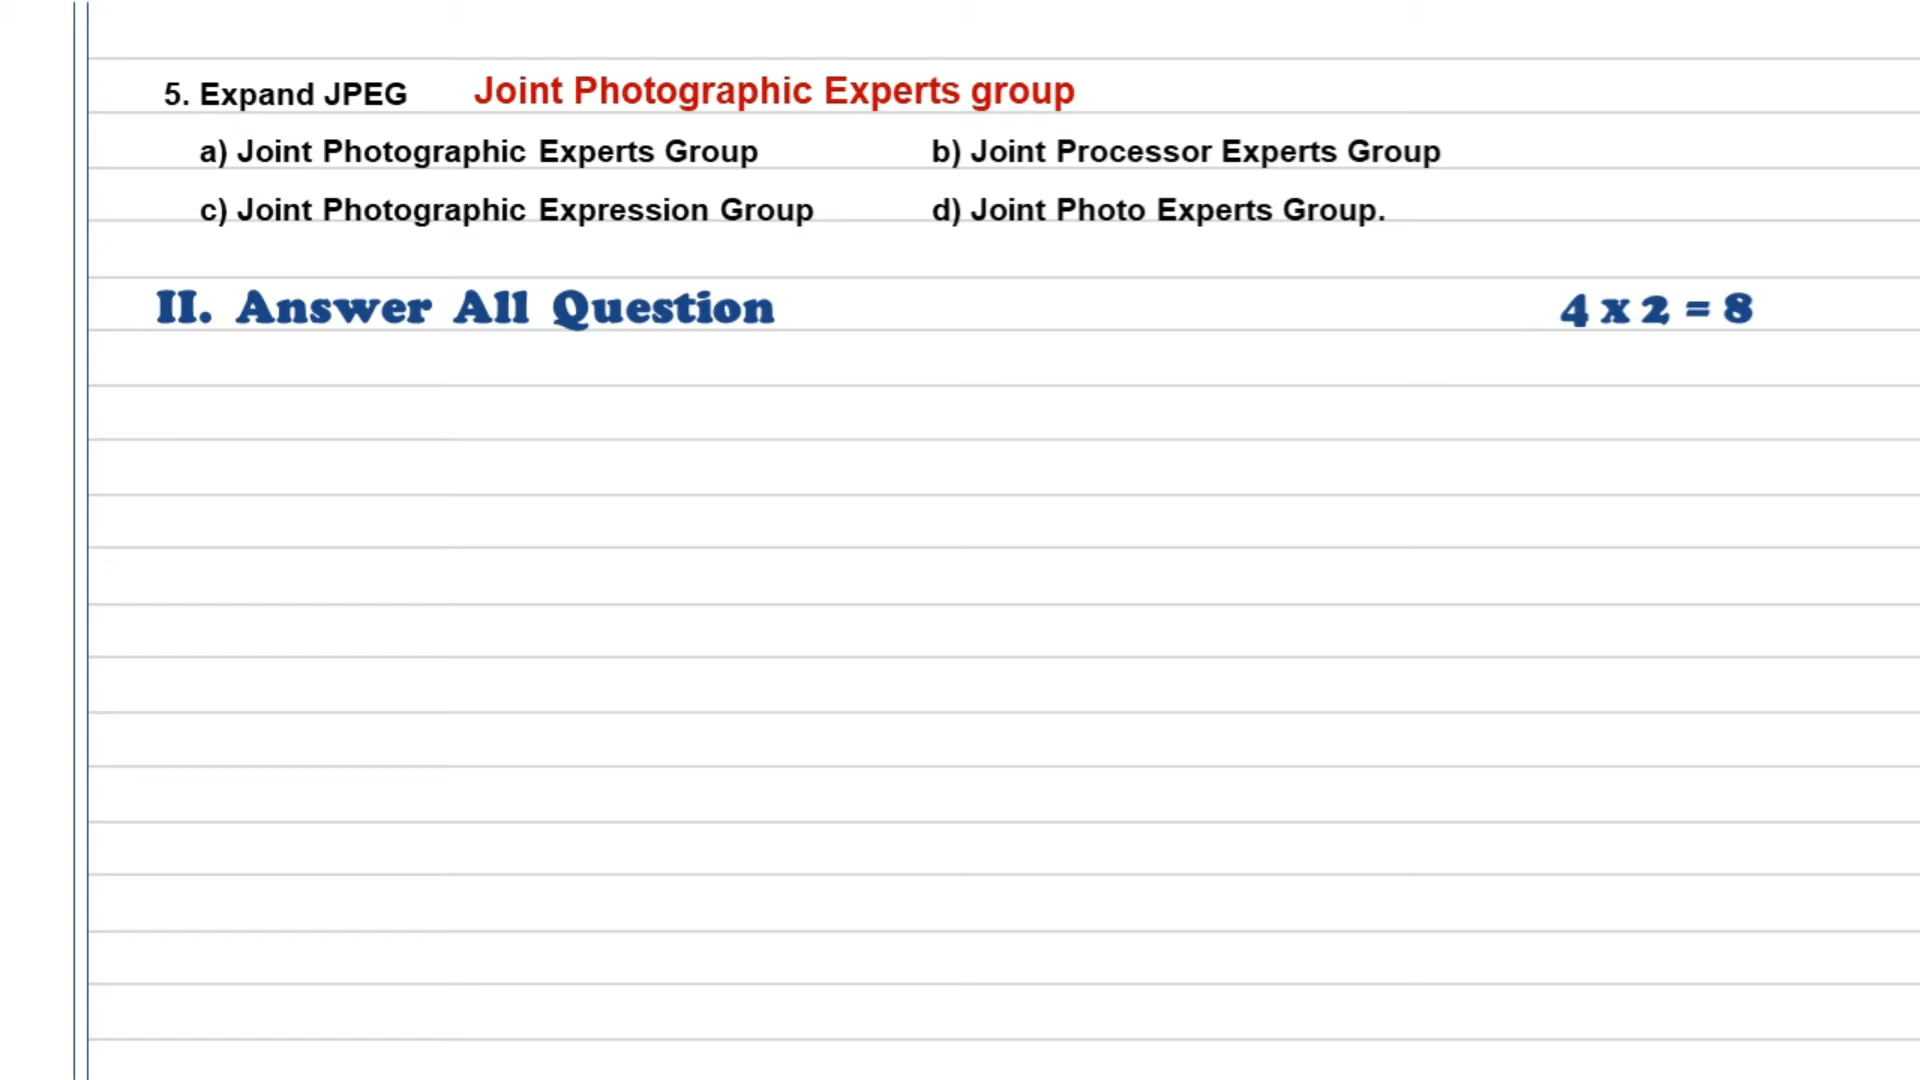 5. Expand JPEG Joint Photographic Experts group
a) Joint Photographic Experts Group b) Joint Processor Experts Group
c) Joint Photographic Expression Group d) Joint Photo Experts Group.
II. Answer All Question 4 x 2 = 8